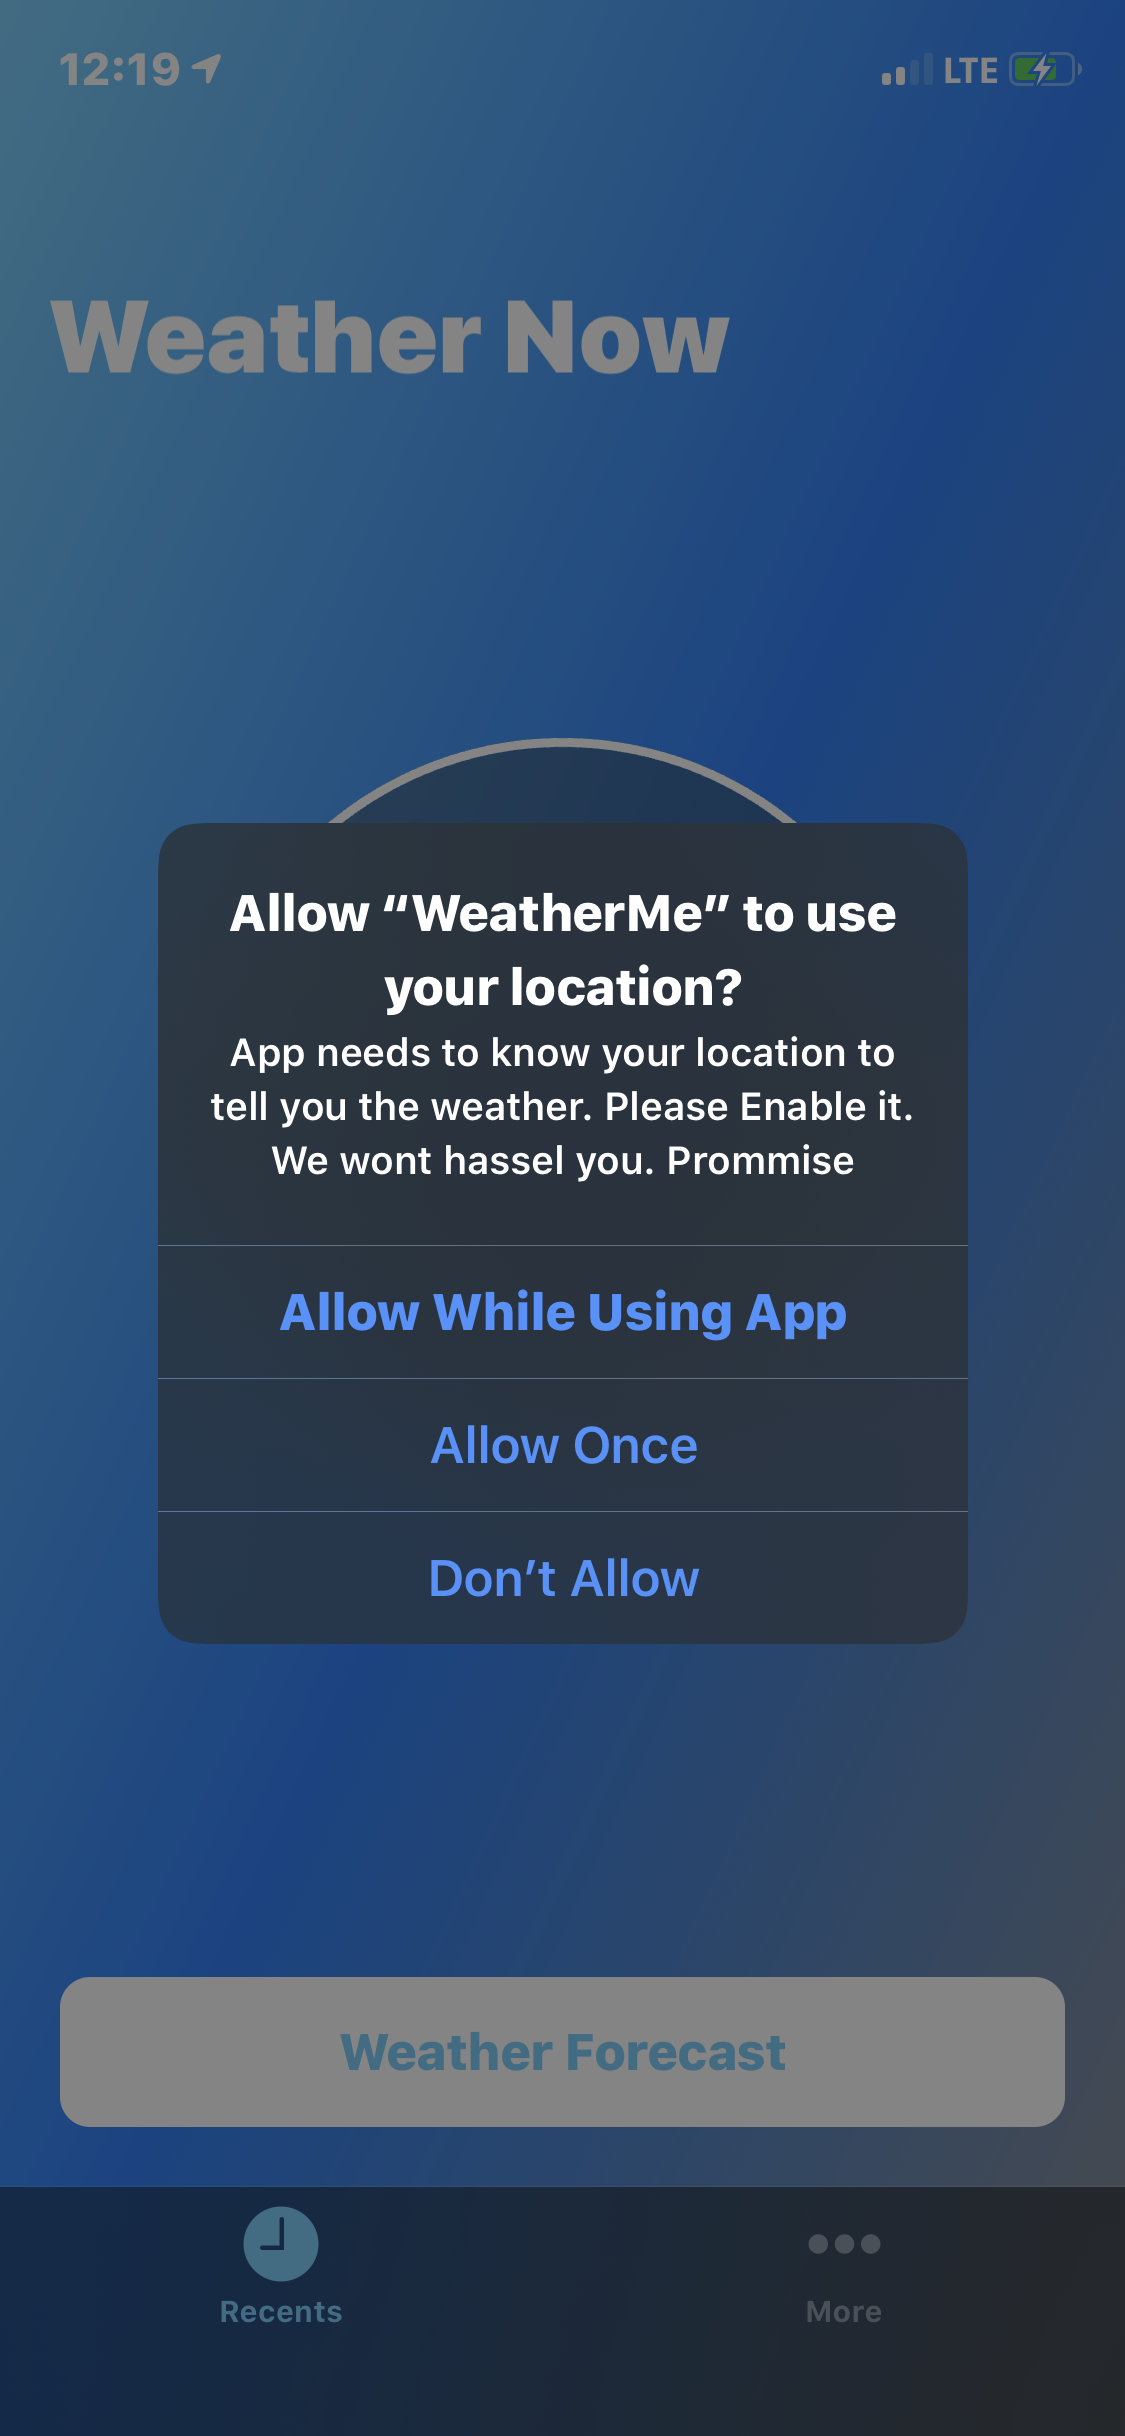 12:19
LTE
Weather Now
Allow “WeatherMe” to use
your location?
App needs to know your location to
tell you the weather. Please Enable it.
We wont hassel you. Prommise
Allow While Using App
Allow Once
Don’t Allow
Weather Forecast
Recents
More